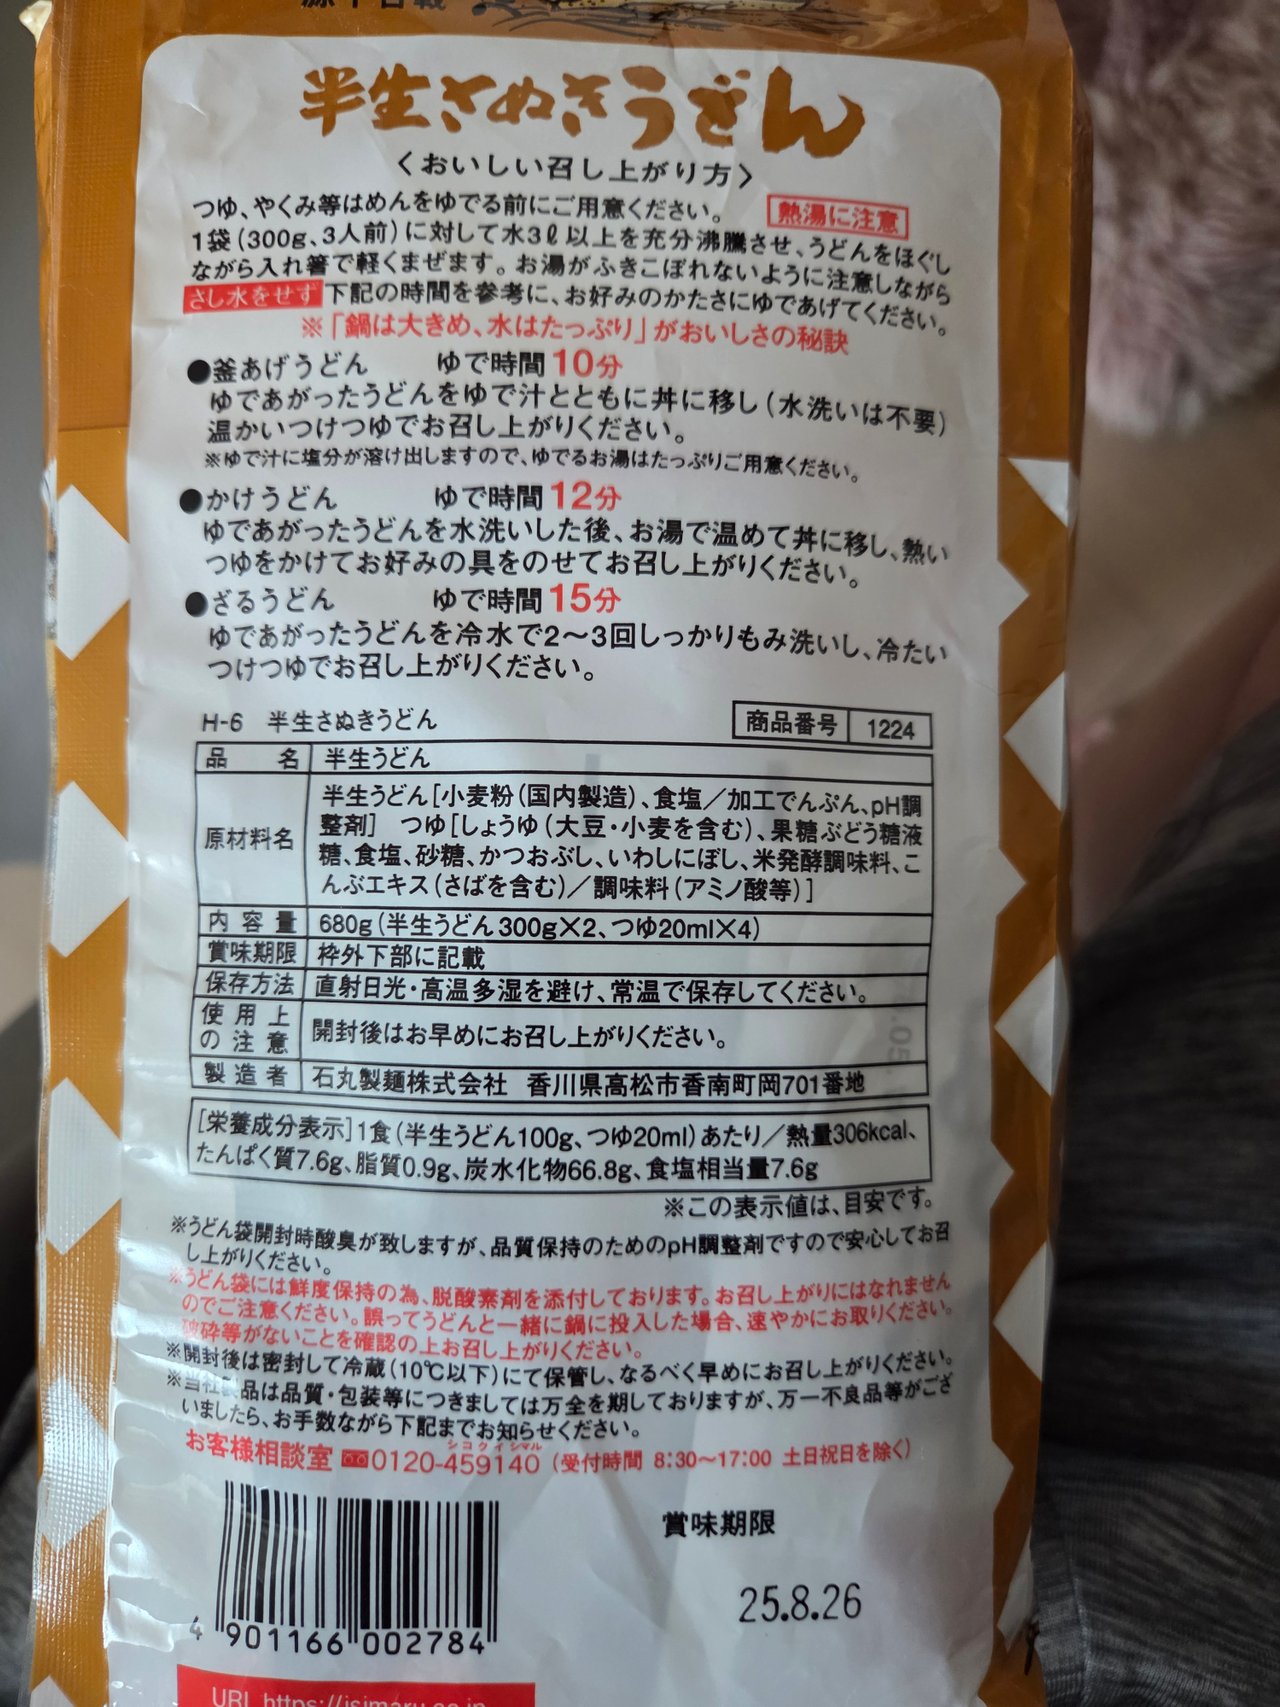 半生さぬきうどん
〈おいしい召し上がり方〉
つゆ、やくみ等はめんをゆでる前にご用意ください。 熱湯に注意
1袋(300g、3人前)に対して水3ℓ以上を充分沸騰させ、うどんをほぐし
ながら入れ箸で軽くまぜます。お湯がふきこぼれないように注意しながら
さし水をせず下記の時間を参考に、お好みのかたさにゆであげてください。
※「鍋は大きめ、水はたっぷり」がおいしさの秘訣
●釜あげうどん ゆで時間10分
ゆであがったうどんをゆで汁とともに丼に移し(水洗いは不要)
温かいつけつゆでお召し上がりください。
※ゆで汁に塩分が溶け出しますので、ゆでるお湯はたっぷりご用意ください。
●かけうどん ゆで時間12分
ゆであがったうどんを水洗いした後、お湯で温めて丼に移し、熱い
つゆをかけてお好みの具をのせてお召し上がりください。
●ざるうどん ゆで時間15分
ゆであがったうどんを冷水で2〜3回しっかりもみ洗いし、冷たい
つけつゆでお召し上がりください。
H-6 半生さぬきうどん 商品番号 1224
品名 半生うどん
原材料名 半生うどん[小麦粉(国内製造)、食塩/加工でんぷん、pH調
整剤] つゆ[しょうゆ(大豆・小麦を含む)、果糖ぶどう糖液
糖、食塩、砂糖、かつおぶし、いわしにぼし、米発酵調味料、こ
んぶエキス(さばを含む)/調味料(アミノ酸等)]
内容量 680g(半生うどん300g×2、つゆ20ml×4)
賞味期限 枠外下部に記載
保存方法 直射日光・高温多湿を避け、常温で保存してください。
使用上
の注意 開封後はお早めにお召し上がりください。
製造者 石丸製麺株式会社 香川県高松市香南町岡701番地
[栄養成分表示]1食(半生うどん100g、つゆ20ml)あたり/熱量306kcal、
たんぱく質7.6g、脂質0.9g、炭水化物66.8g、食塩相当量7.6g
※この表示値は、目安です。
※うどん袋開封時酸臭が致しますが、品質保持のためのpH調整剤ですので安心してお召
し上がりください。
※うどん袋には鮮度保持の為、脱酸素剤を添付しております。お召し上がりにはなれません
のでご注意ください。誤ってうどんと一緒に鍋に投入した場合、速やかにお取りください。
破砕等がないことを確認の上お召し上がりください。
※開封後は密封して冷蔵(10℃以下)にて保管し、なるべく早めにお召し上がりください。
※当社製品は品質・包装等につきましては万全を期しておりますが、万一不良品等がござ
いましたら、お手数ながら下記までお知らせください。
シコクイシマル
お客様相談室 0120-459140(受付時間 8:30〜17:00 土日祝日を除く)
賞味期限
25.8.26
4 901166 002784
URL https://isimaru.co.jp